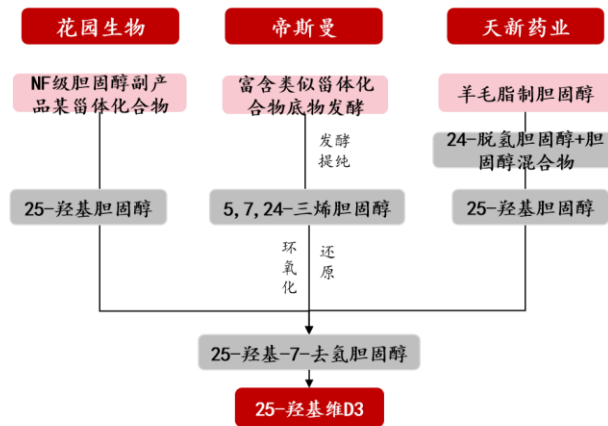 花园生物
帝斯曼
天新药业
NF级胆固醇副产
品某甾体化合物
富含类似甾体化
合物底物发酵
羊毛脂制胆固醇
发酵
提纯
24-脱氢胆固醇+胆
固醇混合物
25-羟基胆固醇
5,7,24-三烯胆固醇
25-羟基胆固醇
环
氧
化
还
原
25-羟基-7-去氢胆固醇
25-羟基维D3